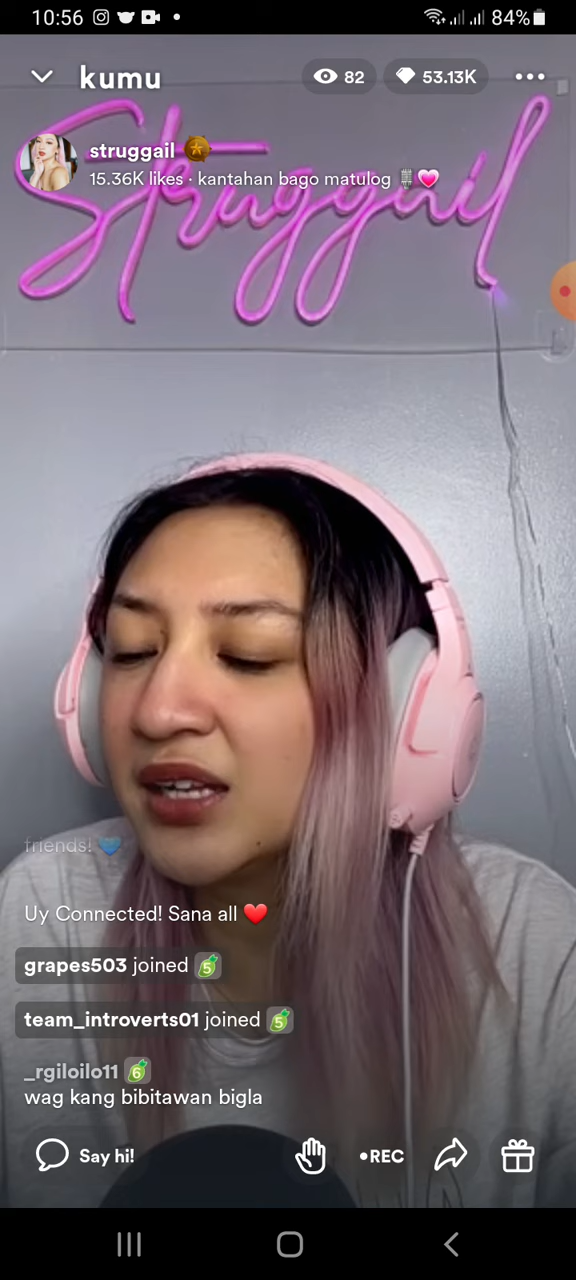 10:56
84%
kumu
82
53.13K
Struggail
struggail
15.36K likes · kantahan bago matulog 🎙️💗
friends! 💙
Uy Connected! Sana all ❤️
grapes503 joined 5
team_introverts01 joined 5
_rgiloilo11 6
wag kang bibitawan bigla
Say hi!
•REC